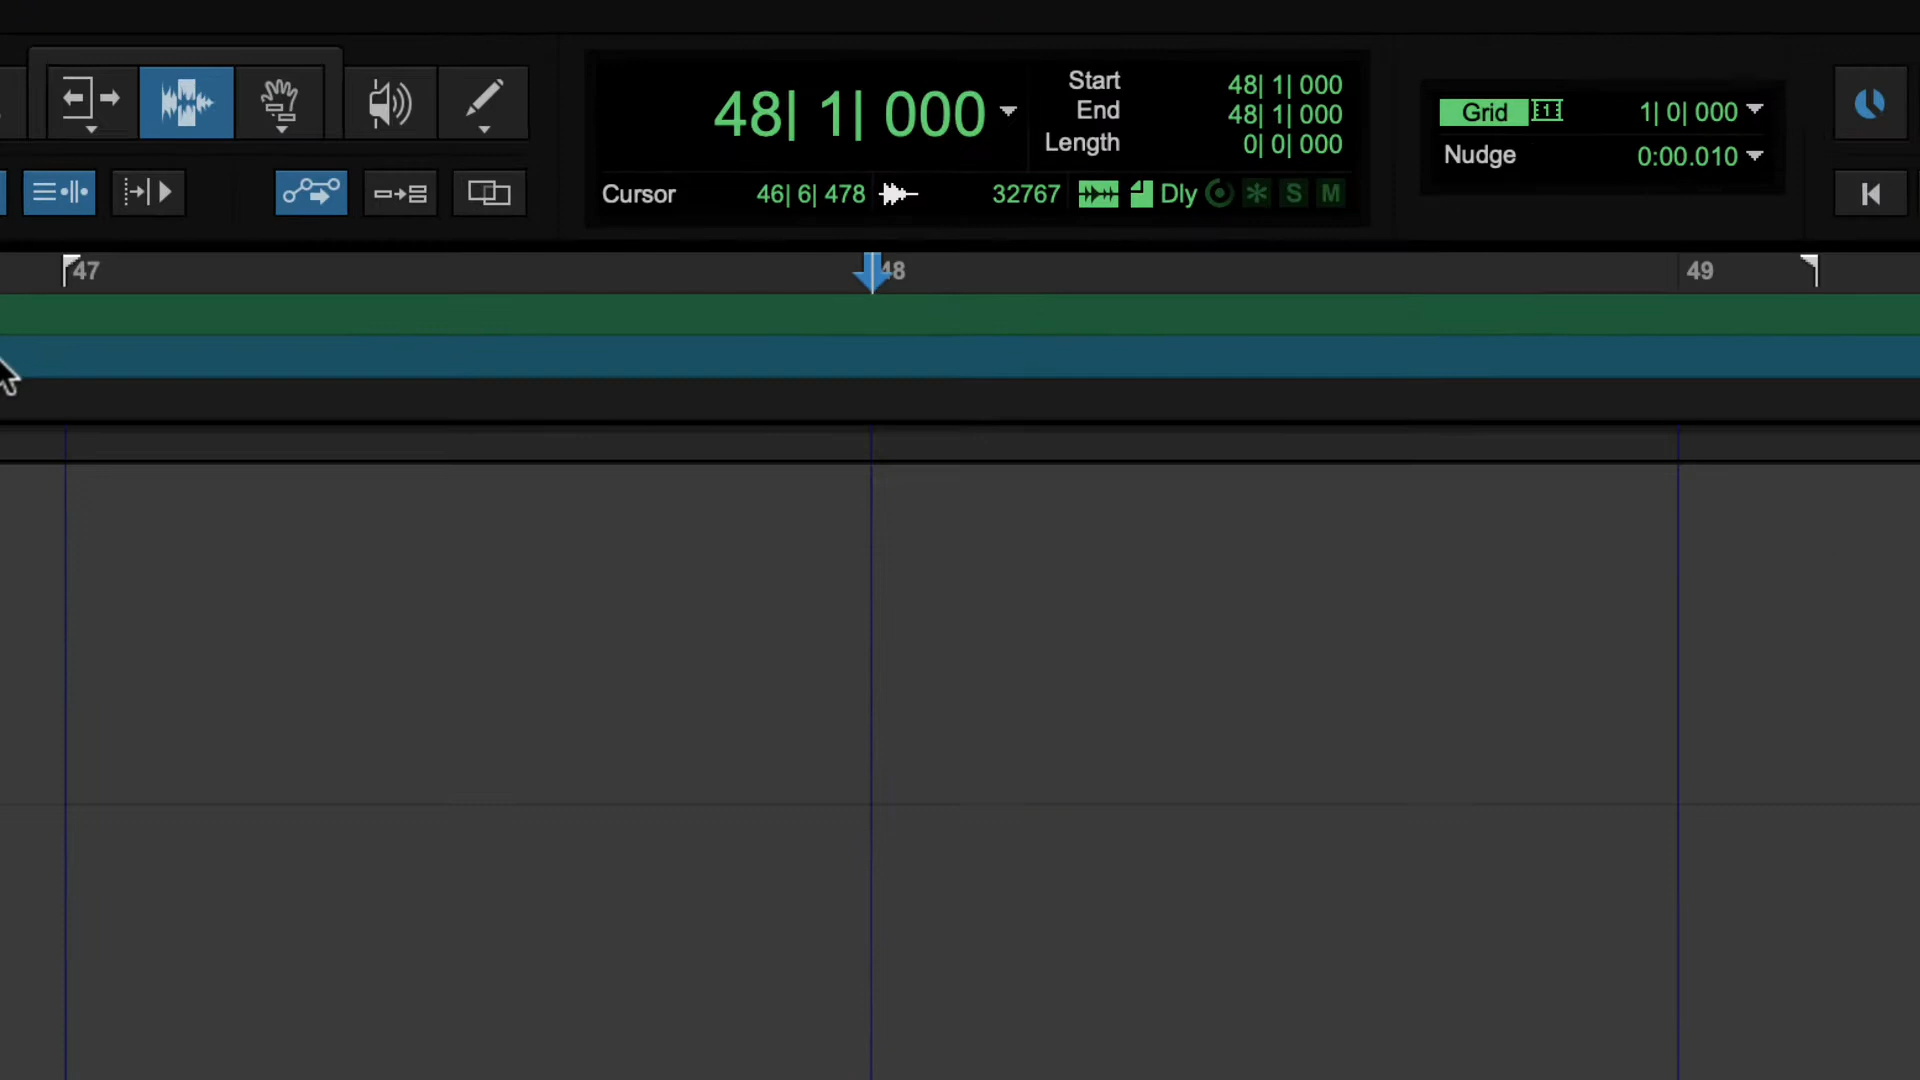 48| 1| 000
Start 48| 1| 000
End 48| 1| 000
Length 0| 0| 000
Cursor 46| 6| 478 32767 Dly S M
Grid 1| 0| 000
Nudge 0:00.010
47 48 49